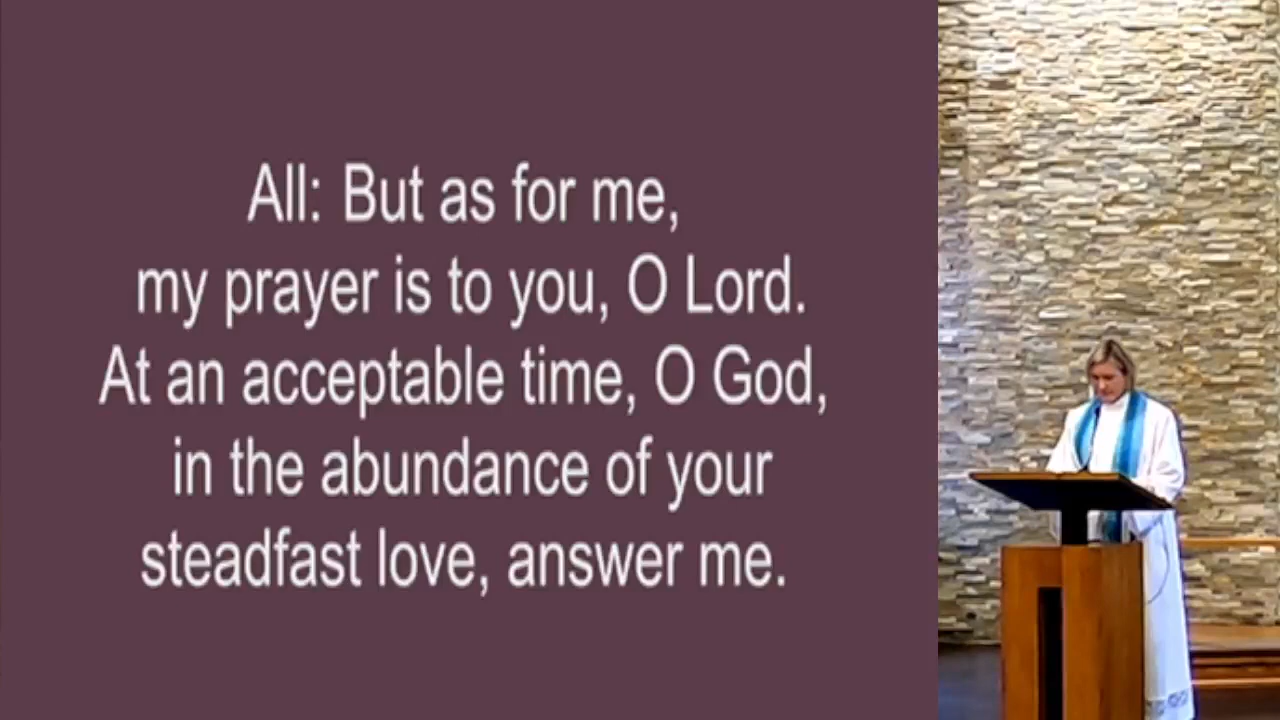 All: But as for me,
my prayer is to you, O Lord.
At an acceptable time, O God,
in the abundance of your
steadfast love, answer me.